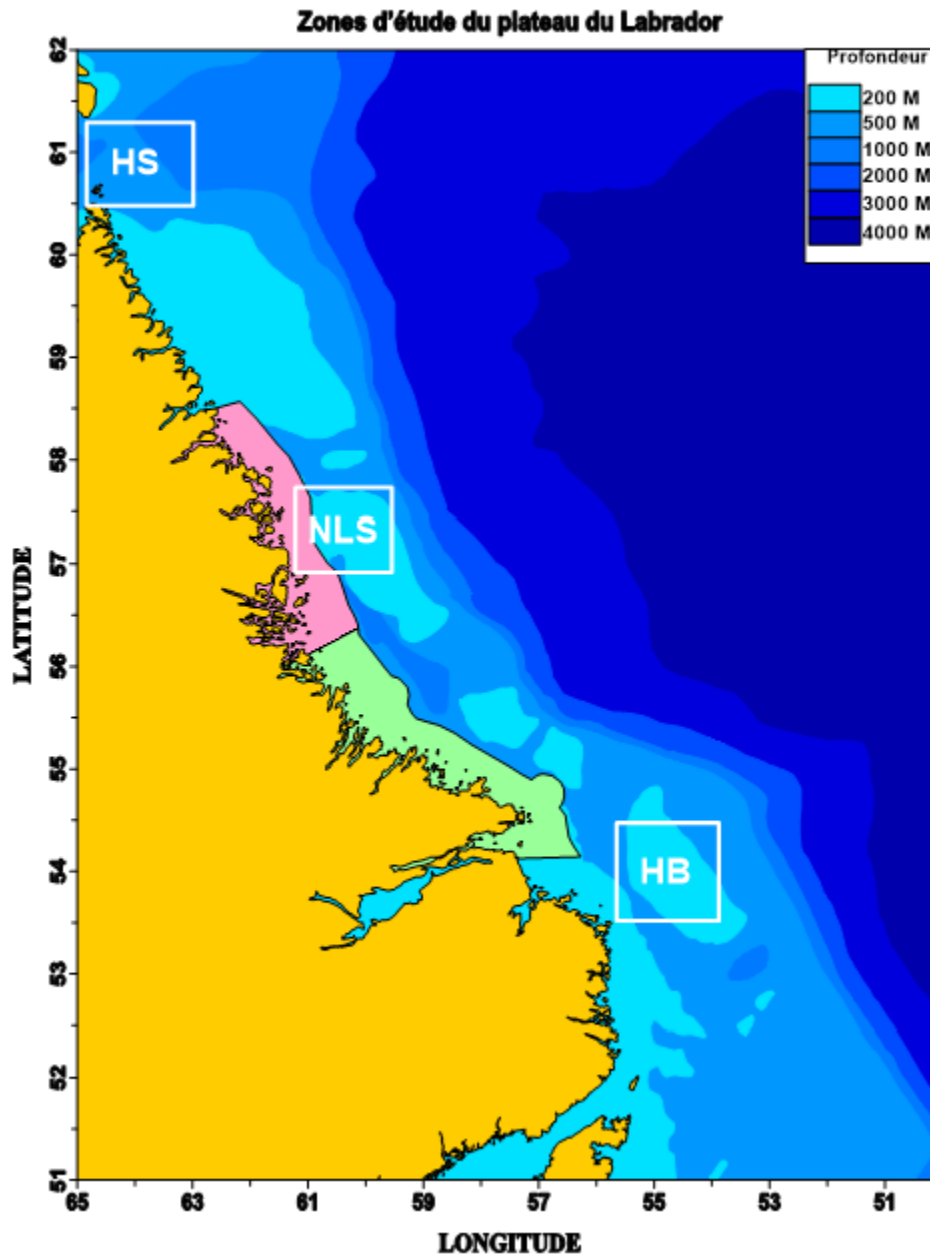 Zones d'étude du plateau du Labrador
Profondeur
200 M
500 M
1000 M
2000 M
3000 M
4000 M
HS
NLS
HB
LATITUDE
62
61
60
59
58
57
56
55
54
53
52
51
65
63
61
59
57
55
53
51
LONGITUDE